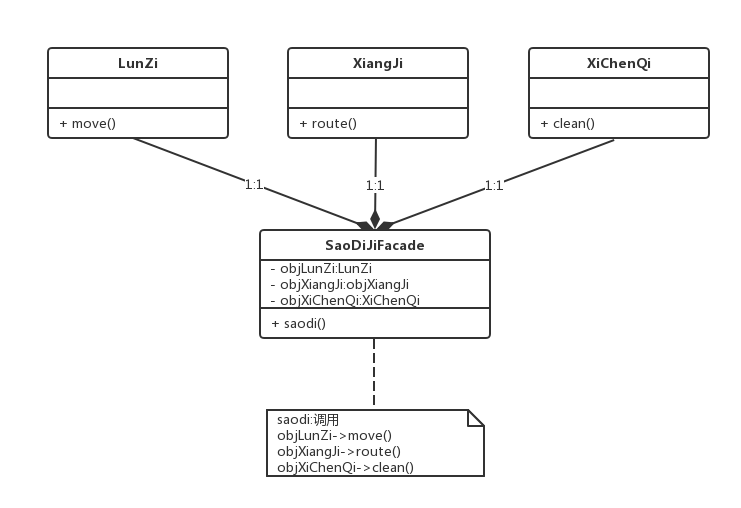 LunZi
XiangJi
XiChenQi
+ move()
+ route()
+ clean()
1:1
1:1
1:1
SaoDiJiFacade
- objLunZi:LunZi
- objXiangJi:objXiangJi
- objXiChenQi:XiChenQi
+ saodi()
saodi:调用
objLunZi->move()
objXiangJi->route()
objXiChenQi->clean()